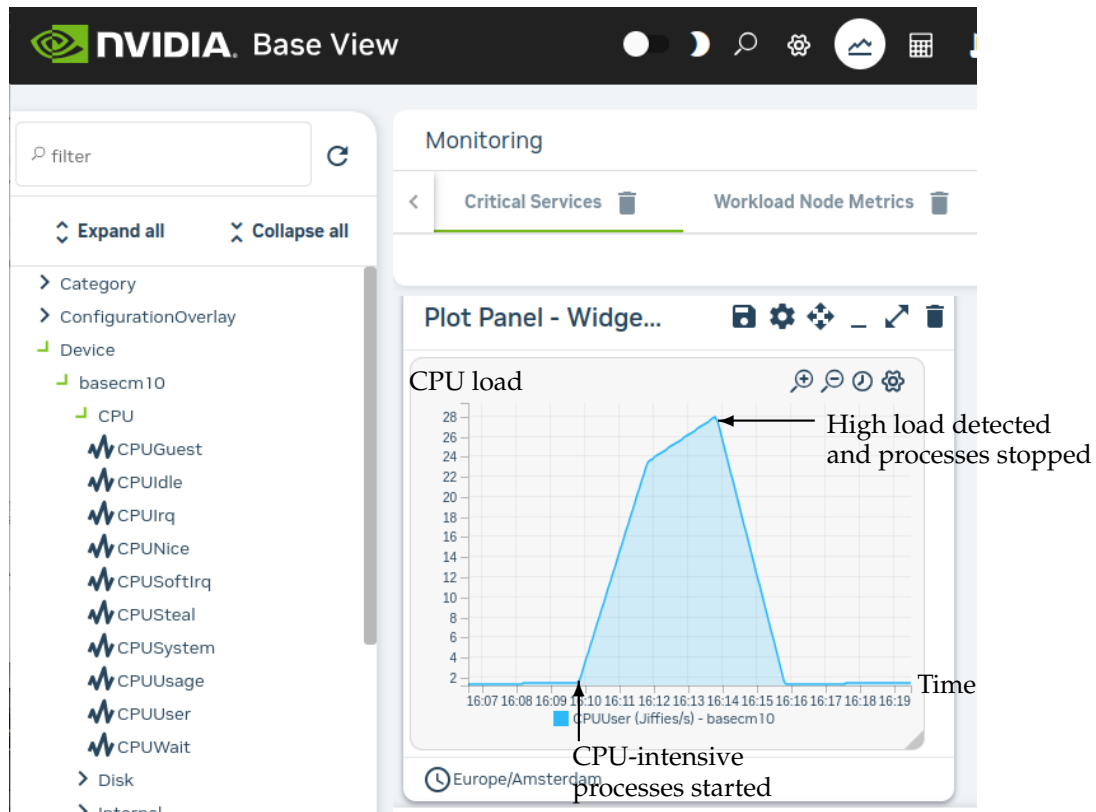 NVIDIA. Base View
filter
Expand all
Collapse all
Category
ConfigurationOverlay
Device
basecm10
CPU
CPUGuest
CPUIdle
CPUIrq
CPUNice
CPUSoftIrq
CPUSteal
CPUSystem
CPUUsage
CPUUser
CPUWait
Disk
Internal
Monitoring
Critical Services
Workload Node Metrics
Plot Panel - Widge...
CPU load
28
26
24
22
20
18
16
14
12
10
8
6
4
2
16:07 16:08 16:09 16:10 16:11 16:12 16:13 16:14 16:15 16:16 16:17 16:18 16:19
Time
CPUUser (Jiffies/s) - basecm10
High load detected
and processes stopped
CPU-intensive
processes started
Europe/Amsterdam